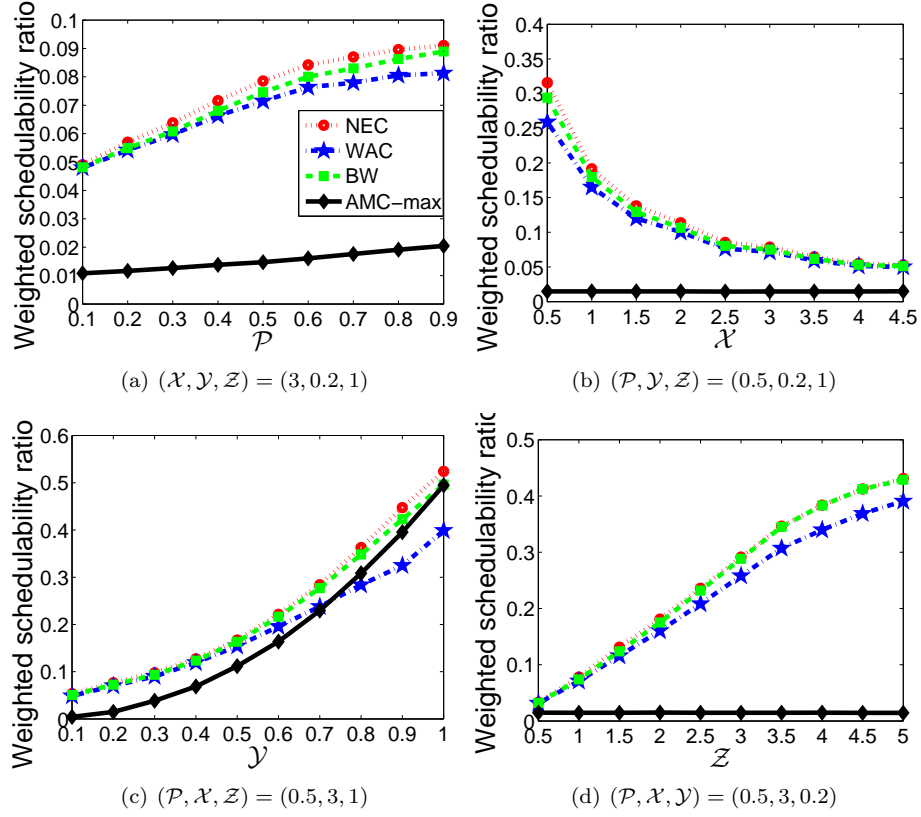 Weighted schedulability ratio
0.1
0.09
0.08
0.07
0.06
0.05
0.04
0.03
0.02
0.01
0
0.1 0.2 0.3 0.4 0.5 0.6 0.7 0.8 0.9
𝒫
NEC
WAC
BW
AMC−max
(a) (𝒳, 𝒴, 𝒵) = (3, 0.2, 1)
Weighted schedulability ratio
0.4
0.35
0.3
0.25
0.2
0.15
0.1
0.05
0
0.5 1 1.5 2 2.5 3 3.5 4 4.5
𝒳
(b) (𝒫, 𝒴, 𝒵) = (0.5, 0.2, 1)
Weighted schedulability ratio
0.6
0.5
0.4
0.3
0.2
0.1
0
0.1 0.2 0.3 0.4 0.5 0.6 0.7 0.8 0.9 1
𝒴
(c) (𝒫, 𝒳, 𝒵) = (0.5, 3, 1)
Weighted schedulability ratio
0.5
0.4
0.3
0.2
0.1
0
0.5 1 1.5 2 2.5 3 3.5 4 4.5 5
𝒵
(d) (𝒫, 𝒳, 𝒴) = (0.5, 3, 0.2)